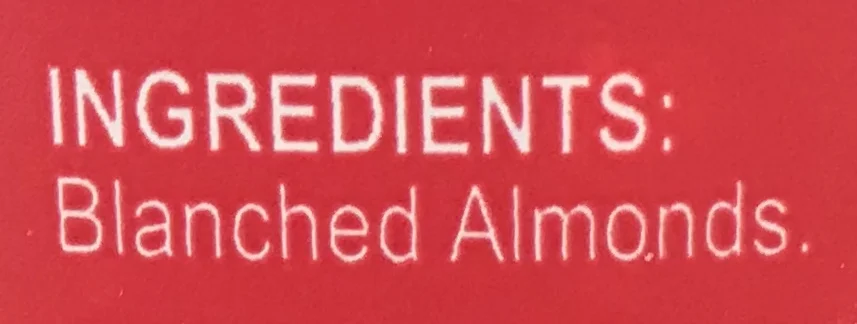 INGREDIENTS:
Blanched Almonds.